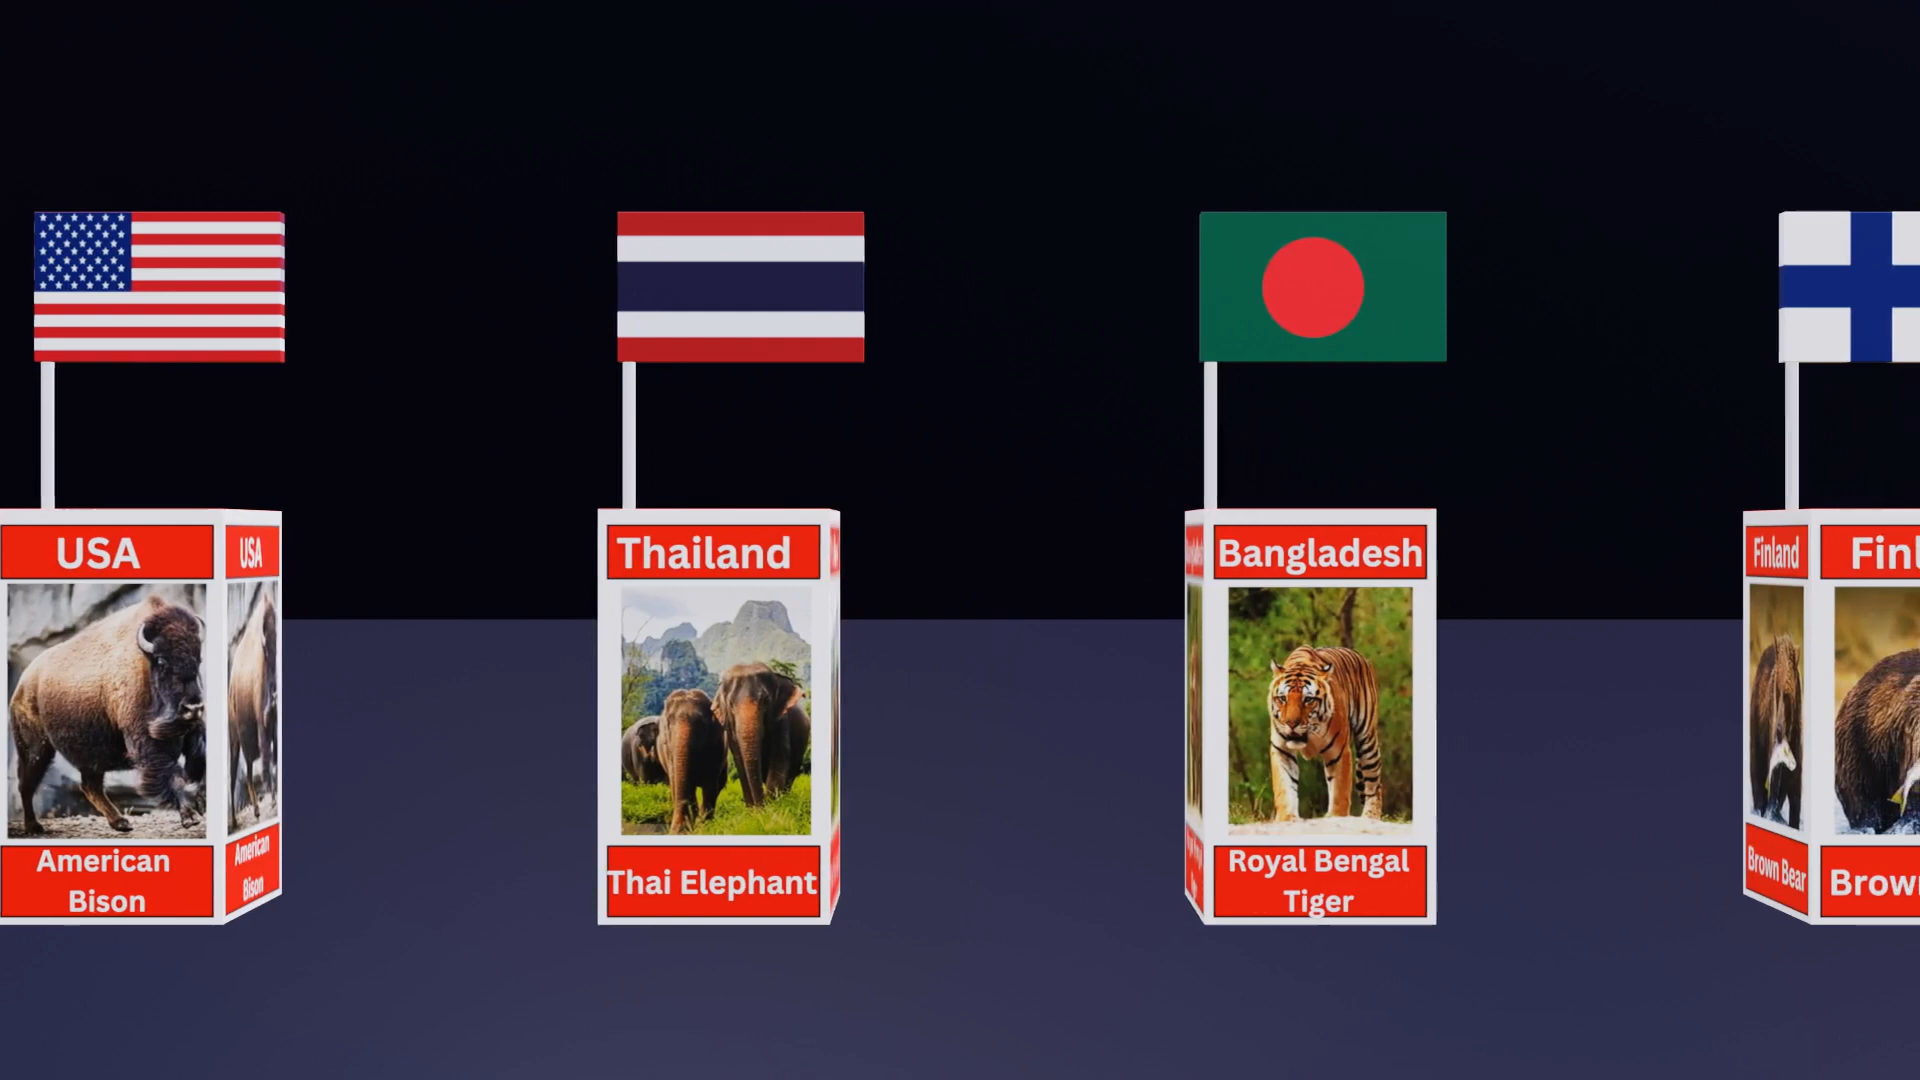 USA
USA
Thailand
Bangladesh
Finland
American
Bison
American
Bison
Thai Elephant
Royal Bengal
Tiger
Brown Bear